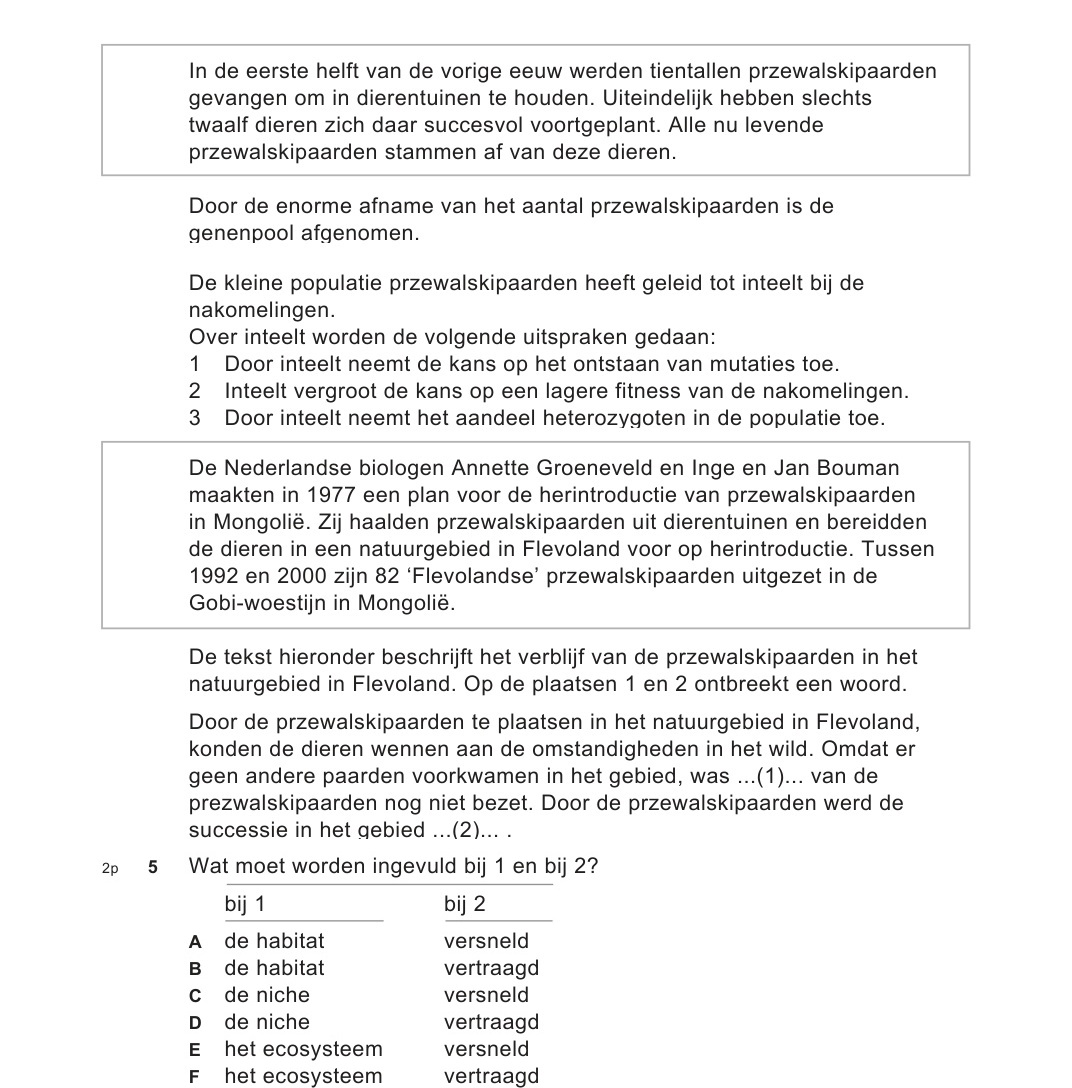 In de eerste helft van de vorige eeuw werden tientallen przewalskipaarden
gevangen om in dierentuinen te houden. Uiteindelijk hebben slechts
twaalf dieren zich daar succesvol voortgeplant. Alle nu levende
przewalskipaarden stammen af van deze dieren.
Door de enorme afname van het aantal przewalskipaarden is de
genenpool afgenomen.
De kleine populatie przewalskipaarden heeft geleid tot inteelt bij de
nakomelingen.
Over inteelt worden de volgende uitspraken gedaan:
1 Door inteelt neemt de kans op het ontstaan van mutaties toe.
2 Inteelt vergroot de kans op een lagere fitness van de nakomelingen.
3 Door inteelt neemt het aandeel heterozygoten in de populatie toe.
De Nederlandse biologen Annette Groeneveld en Inge en Jan Bouman
maakten in 1977 een plan voor de herintroductie van przewalskipaarden
in Mongolië. Zij haalden przewalskipaarden uit dierentuinen en bereidden
de dieren in een natuurgebied in Flevoland voor op herintroductie. Tussen
1992 en 2000 zijn 82 ‘Flevolandse’ przewalskipaarden uitgezet in de
Gobi-woestijn in Mongolië.
De tekst hieronder beschrijft het verblijf van de przewalskipaarden in het
natuurgebied in Flevoland. Op de plaatsen 1 en 2 ontbreekt een woord.
Door de przewalskipaarden te plaatsen in het natuurgebied in Flevoland,
konden de dieren wennen aan de omstandigheden in het wild. Omdat er
geen andere paarden voorkwamen in het gebied, was ...(1)... van de
prezwalskipaarden nog niet bezet. Door de przewalskipaarden werd de
successie in het gebied ...(2)... .
2p 5 Wat moet worden ingevuld bij 1 en bij 2?
bij 1 bij 2
A de habitat versneld
B de habitat vertraagd
C de niche versneld
D de niche vertraagd
E het ecosysteem versneld
F het ecosysteem vertraagd